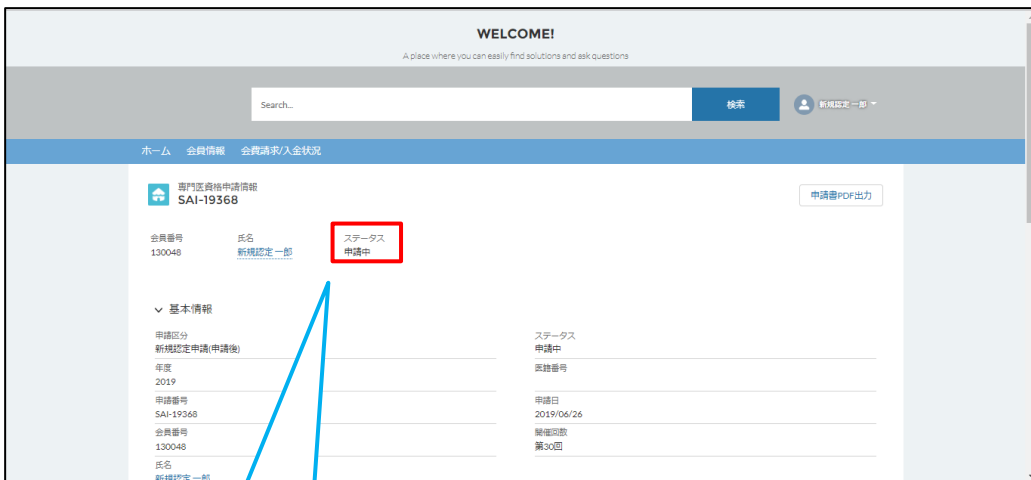 WELCOME!
A place where you can easily find solutions and ask questions
Search...
検索
新規認定 一郎
ホーム 会員情報 会費請求/入金状況
専門医資格申請情報
SAI-19368
申請書PDF出力
会員番号 氏名 ステータス
130048 新規認定 一郎 申請中
基本情報
申請区分 ステータス
新規認定申請(申請後) 申請中
年度 医籍番号
2019
申請番号 申請日
SAI-19368 2019/06/26
会員番号 開催回数
130048 第30回
氏名
新規認定 一郎